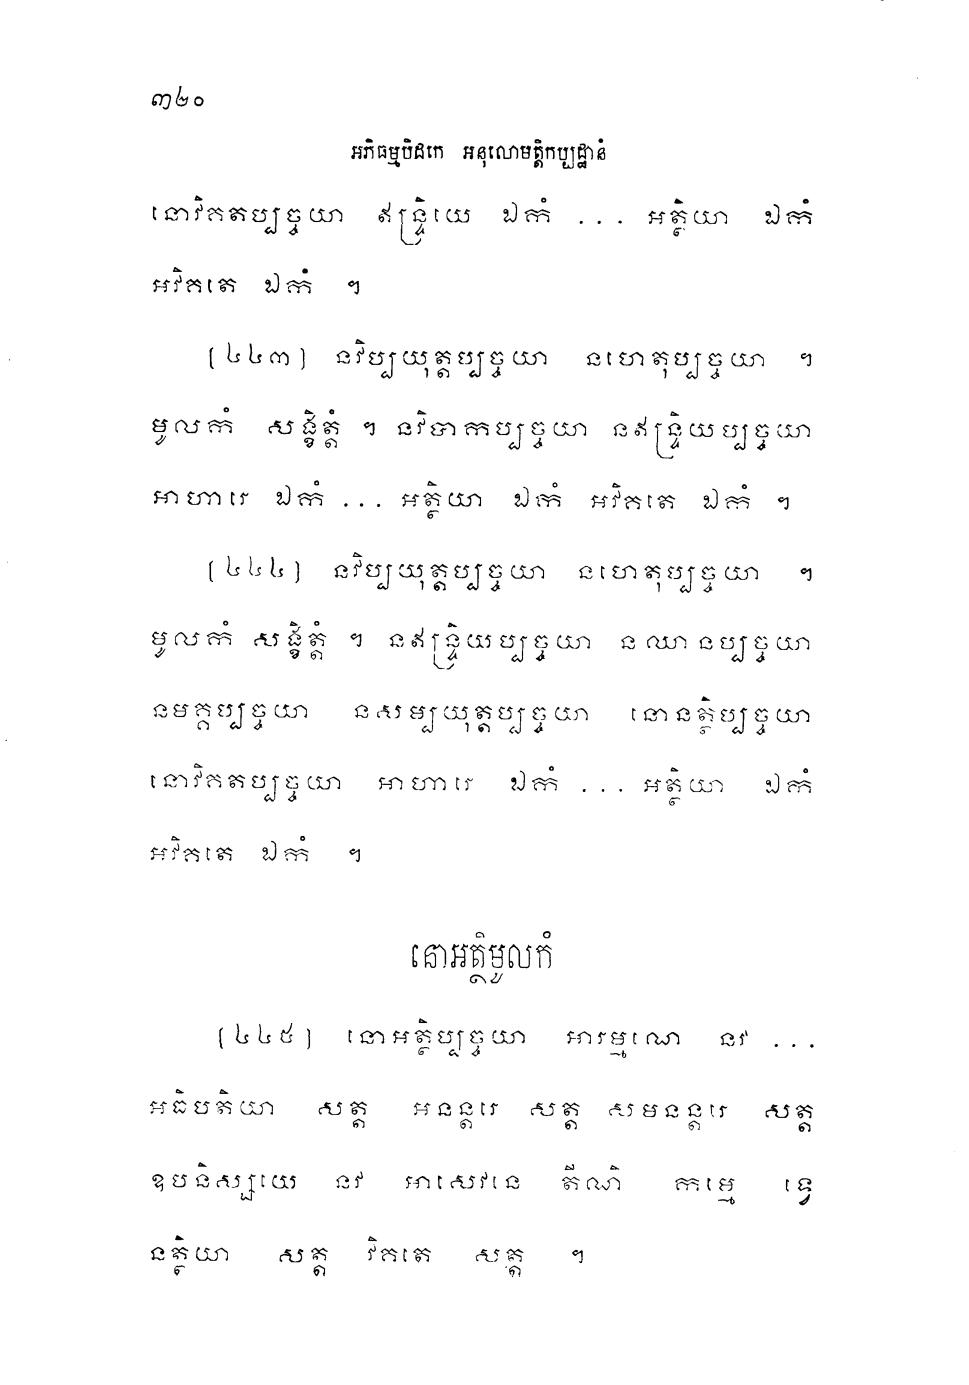 ៣២០
អភិធម្មបិដកេ អនុលោមត្តិកប្បដ្ឋានំ
នោវិគតប្បច្ចយា ឥន្ទ្រិយេ ឯកំ ... អត្ថិយា ឯកំ
អវិគតេ ឯកំ ។
(៤៤៣) នវិប្បយុត្តប្បច្ចយា នហេតុប្បច្ចយា ។
មូលកំ សង្ខិត្តំ ។ នវិបាកប្បច្ចយា នឥន្ទ្រិយប្បច្ចយា
អាហារេ ឯកំ ... អត្ថិយា ឯកំ អវិគតេ ឯកំ ។
(៤៤៤) នវិប្បយុត្តប្បច្ចយា នហេតុប្បច្ចយា ។
មូលកំ សង្ខិត្តំ ។ នឥន្ទ្រិយប្បច្ចយា នឈានប្បច្ចយា
នមគ្គប្បច្ចយា នសម្បយុត្តប្បច្ចយា នោនត្ថិប្បច្ចយា
នោវិគតប្បច្ចយា អាហារេ ឯកំ ... អត្ថិយា ឯកំ
អវិគតេ ឯកំ ។
នោអត្ថិមូលកំ
(៤៤៥) នោអត្ថិប្បច្ចយា អារម្មណេ នវ ...
អធិបតិយា សត្ត អនន្តរេ សត្ត សមនន្តរេ សត្ត
ឧបនិស្សយេ នវ អាសេវនេ តីណិ កម្មេ ទ្វេ
នត្ថិយា សត្ត វិគតេ សត្ត ។